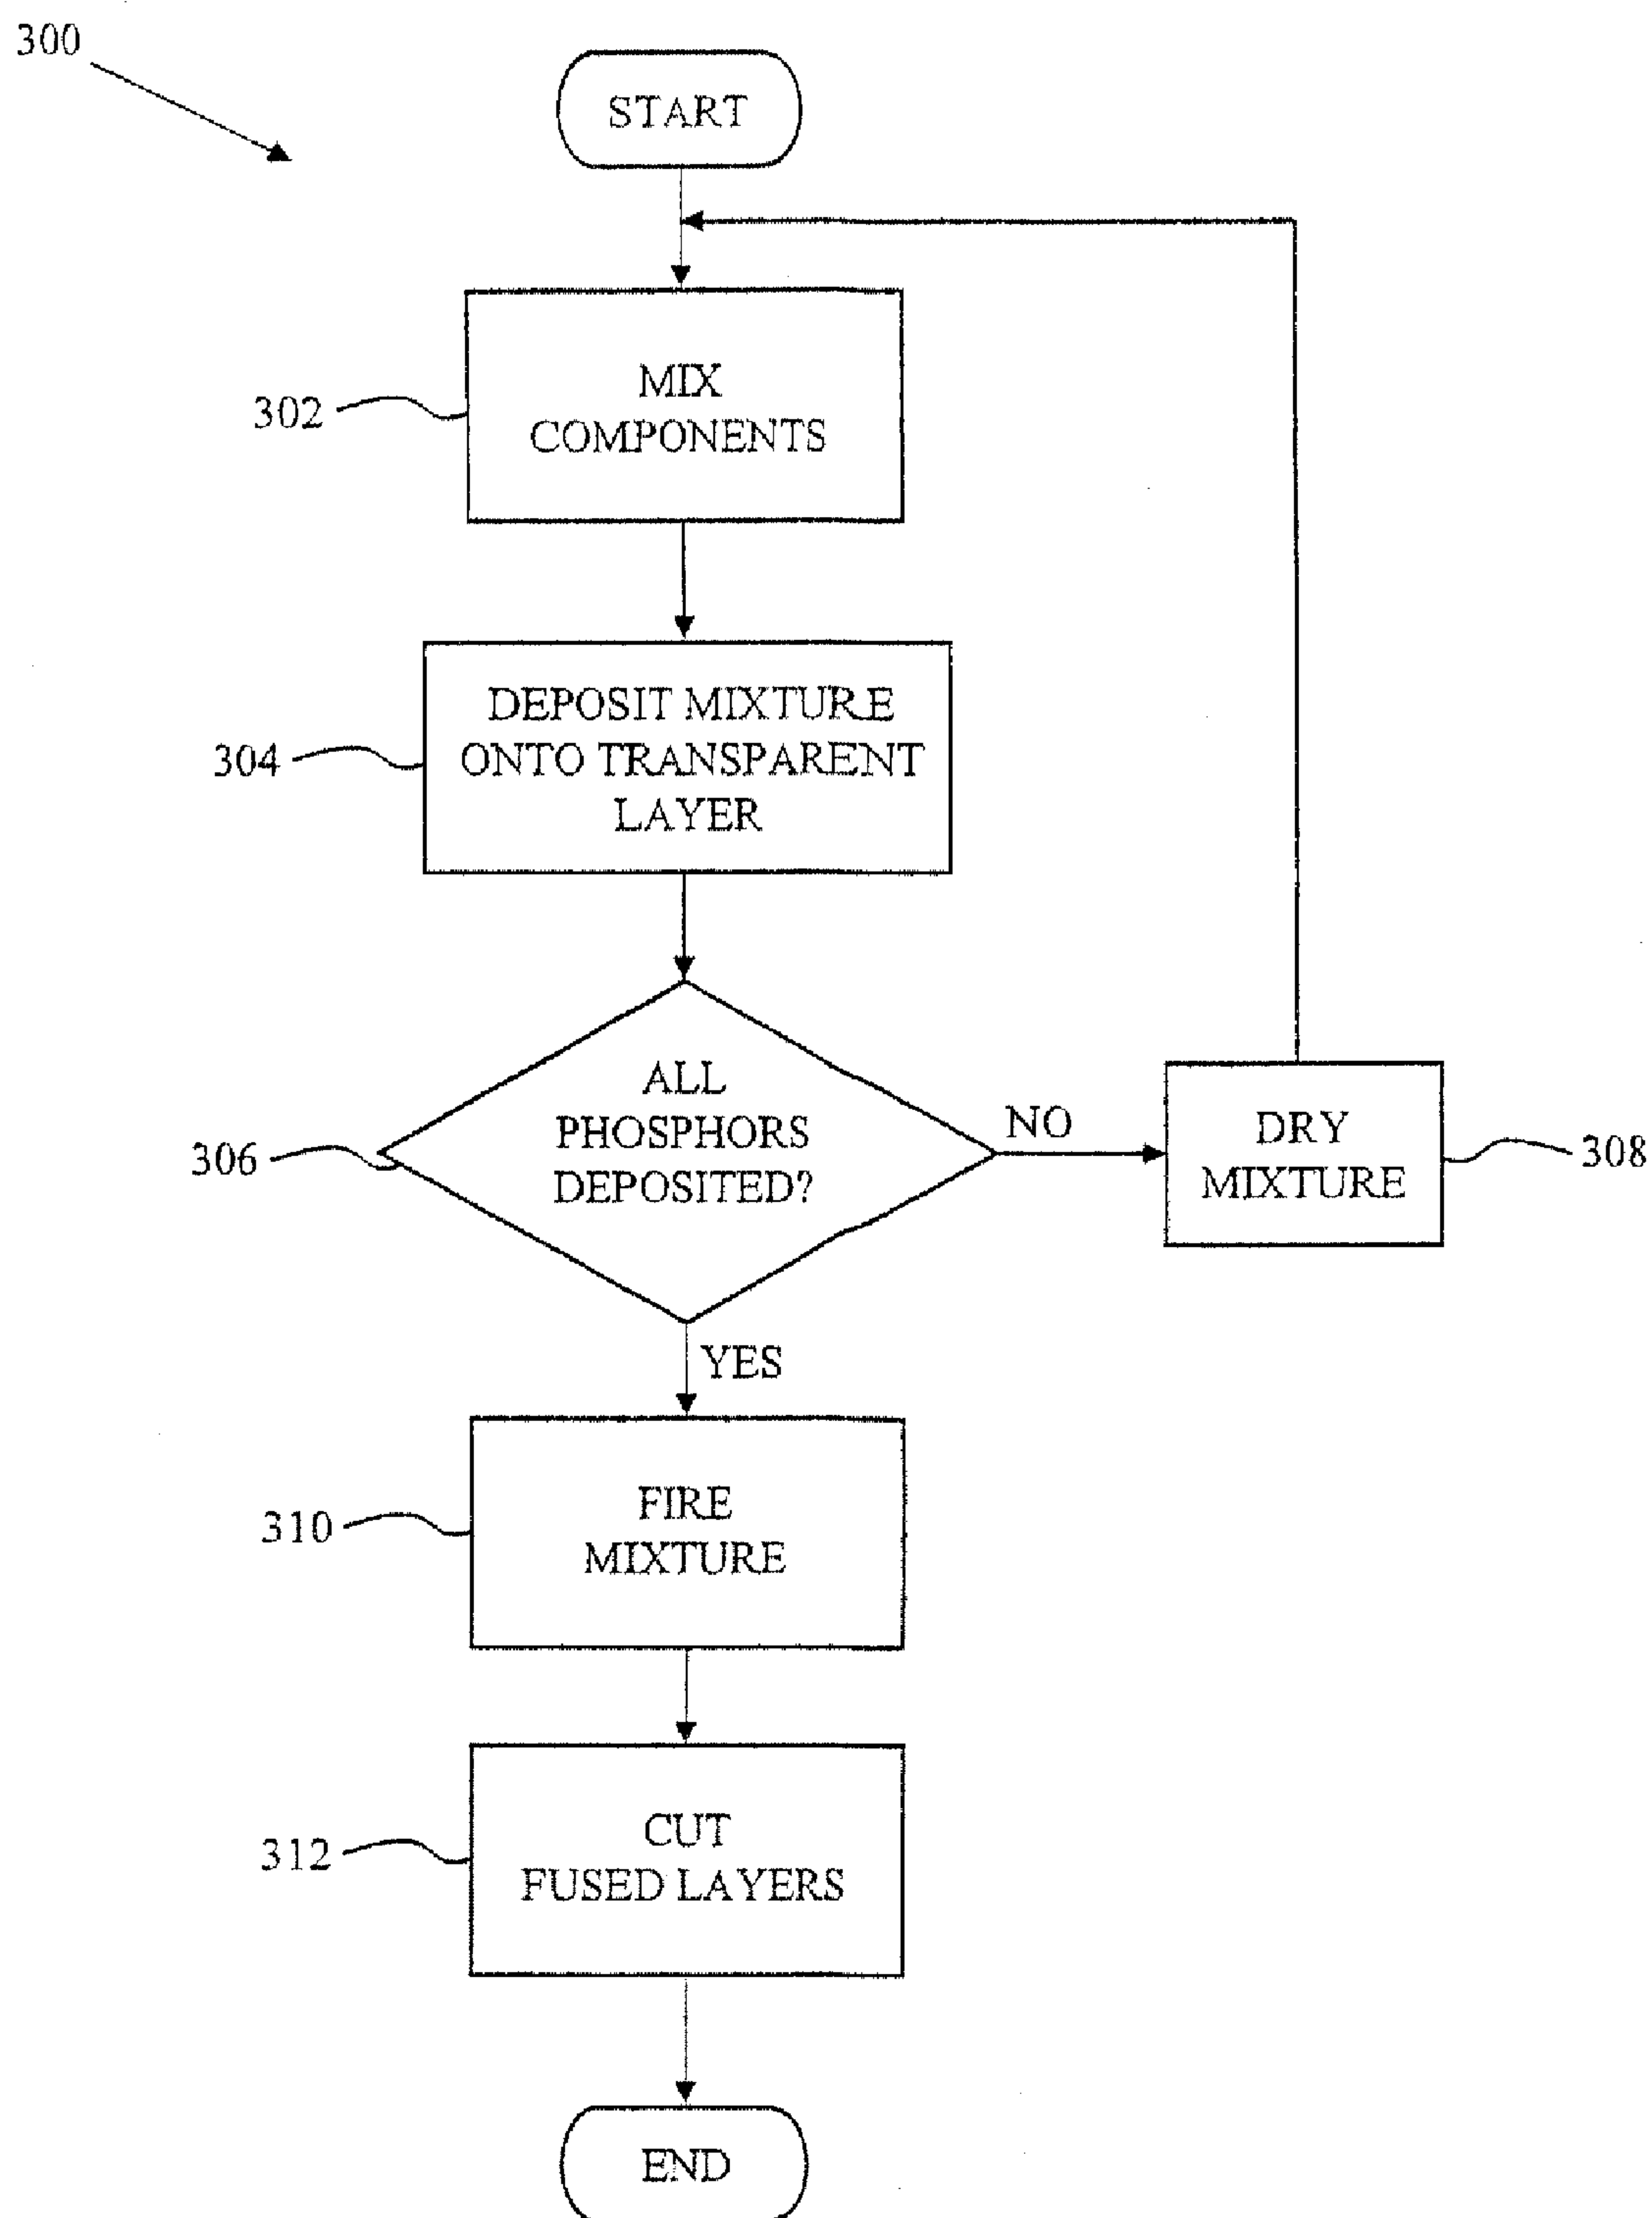 300
START
302
MIX
COMPONENTS
304
DEPOSIT MIXTURE
ONTO TRANSPARENT
LAYER
306
ALL
PHOSPHORS
DEPOSITED?
NO
DRY
MIXTURE
308
YES
310
FIRE
MIXTURE
312
CUT
FUSED LAYERS
END